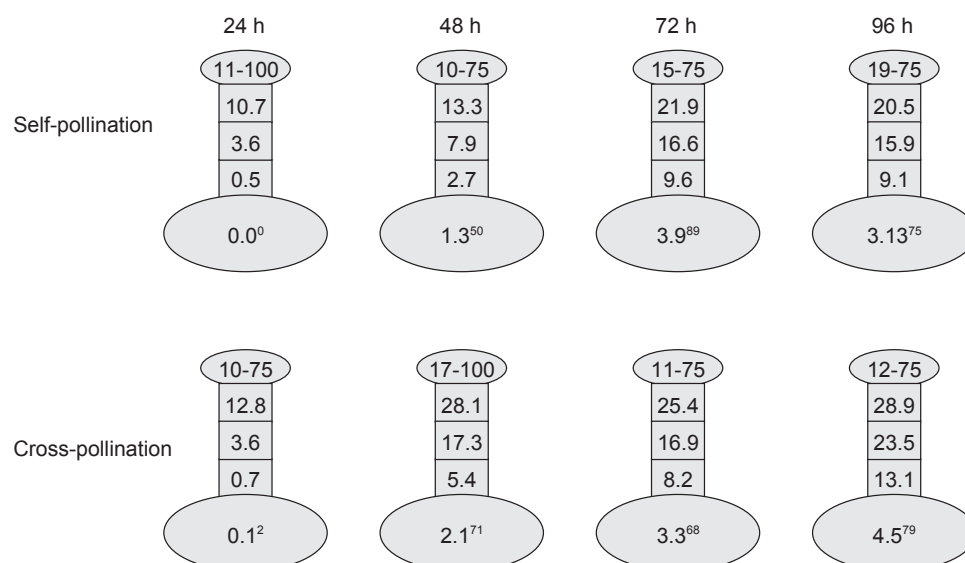 24 h 48 h 72 h 96 h
11-100 10-75 15-75 19-75
10.7 13.3 21.9 20.5
Self-pollination
3.6 7.9 16.6 15.9
0.5 2.7 9.6 9.1
0.0⁰ 1.3⁵⁰ 3.9⁸⁹ 3.13⁷⁵
10-75 17-100 11-75 12-75
12.8 28.1 25.4 28.9
Cross-pollination
3.6 17.3 16.9 23.5
0.7 5.4 8.2 13.1
0.1² 2.1⁷¹ 3.3⁶⁸ 4.5⁷⁹